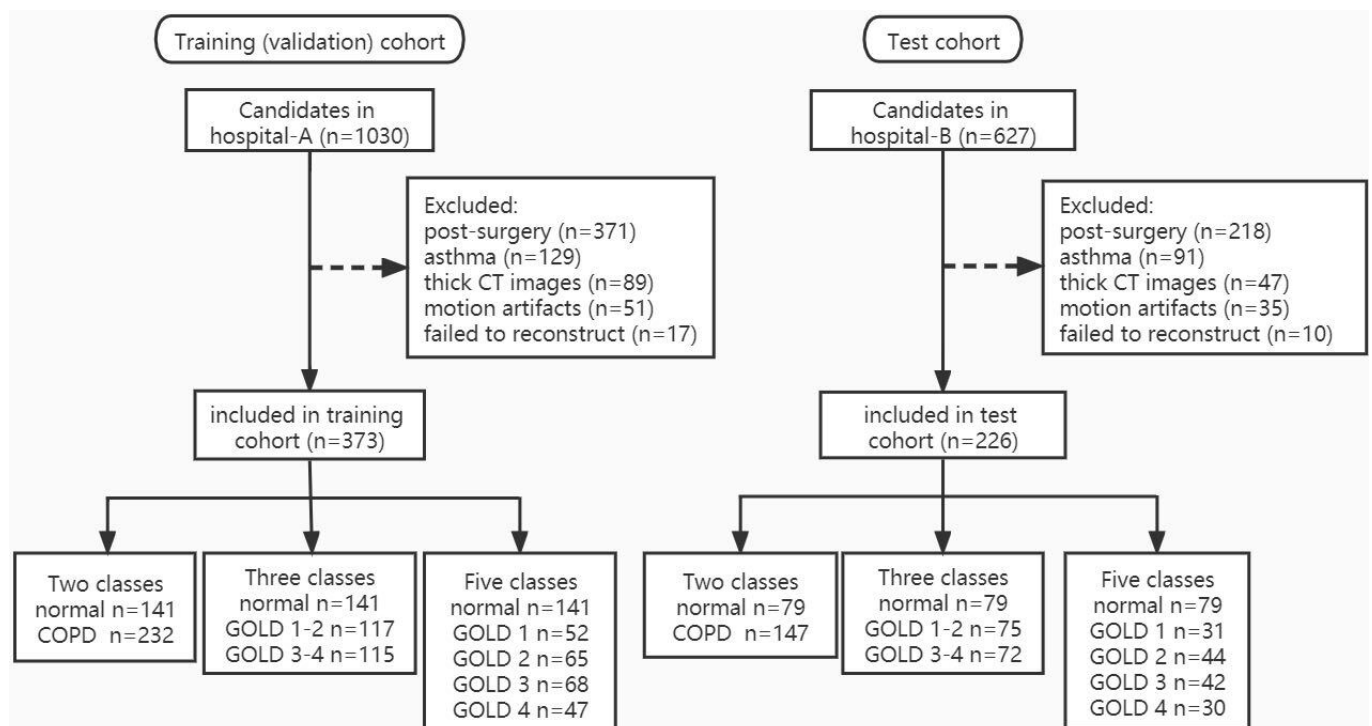 Training (validation) cohort
Candidates in
hospital-A (n=1030)
Excluded:
post-surgery (n=371)
asthma (n=129)
thick CT images (n=89)
motion artifacts (n=51)
failed to reconstruct (n=17)
included in training
cohort (n=373)
Two classes
normal n=141
COPD n=232
Three classes
normal n=141
GOLD 1-2 n=117
GOLD 3-4 n=115
Five classes
normal n=141
GOLD 1 n=52
GOLD 2 n=65
GOLD 3 n=68
GOLD 4 n=47
Test cohort
Candidates in
hospital-B (n=627)
Excluded:
post-surgery (n=218)
asthma (n=91)
thick CT images (n=47)
motion artifacts (n=35)
failed to reconstruct (n=10)
included in test
cohort (n=226)
Two classes
normal n=79
COPD n=147
Three classes
normal n=79
GOLD 1-2 n=75
GOLD 3-4 n=72
Five classes
normal n=79
GOLD 1 n=31
GOLD 2 n=44
GOLD 3 n=42
GOLD 4 n=30